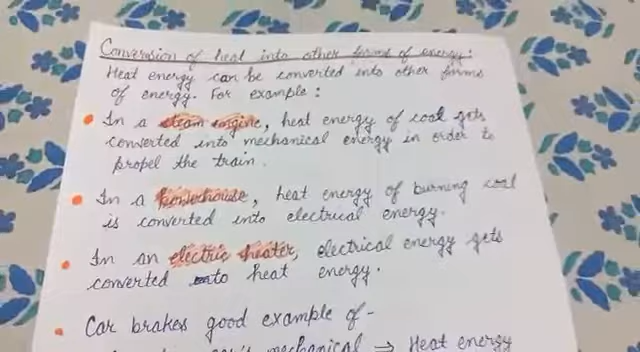 Conversion of heat into other forms of energy:
Heat energy can be converted into other forms
of energy. For example:
In a steam engine, heat energy of coal gets
converted into mechanical energy in order to
propel the train.
In a powerhouse, heat energy of burning coal
is converted into electrical energy.
In an electric heater, electrical energy gets
converted into heat energy.
Car brakes good example of-
car's mechanical ⇒ Heat energy